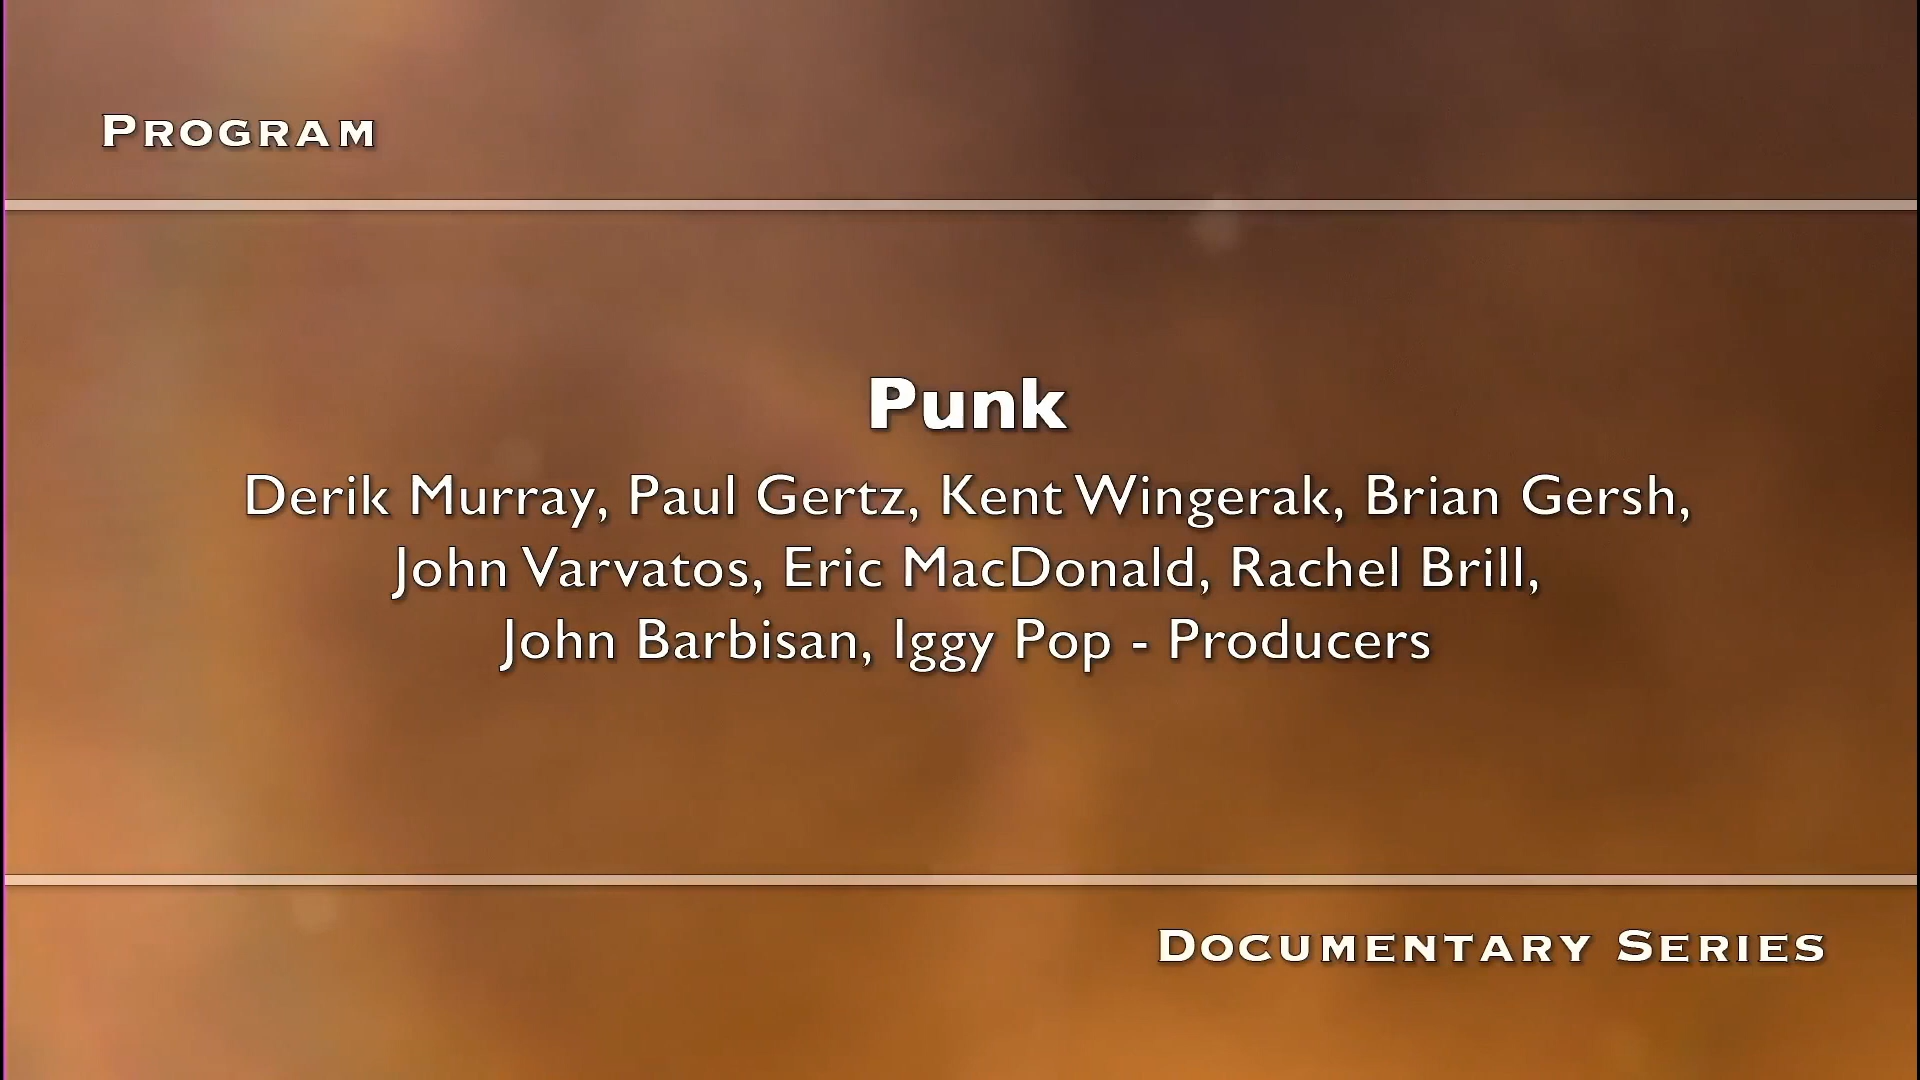 PROGRAM
Punk
Derik Murray, Paul Gertz, Kent Wingerak, Brian Gersh,
John Varvatos, Eric MacDonald, Rachel Brill,
John Barbisan, Iggy Pop - Producers
DOCUMENTARY SERIES